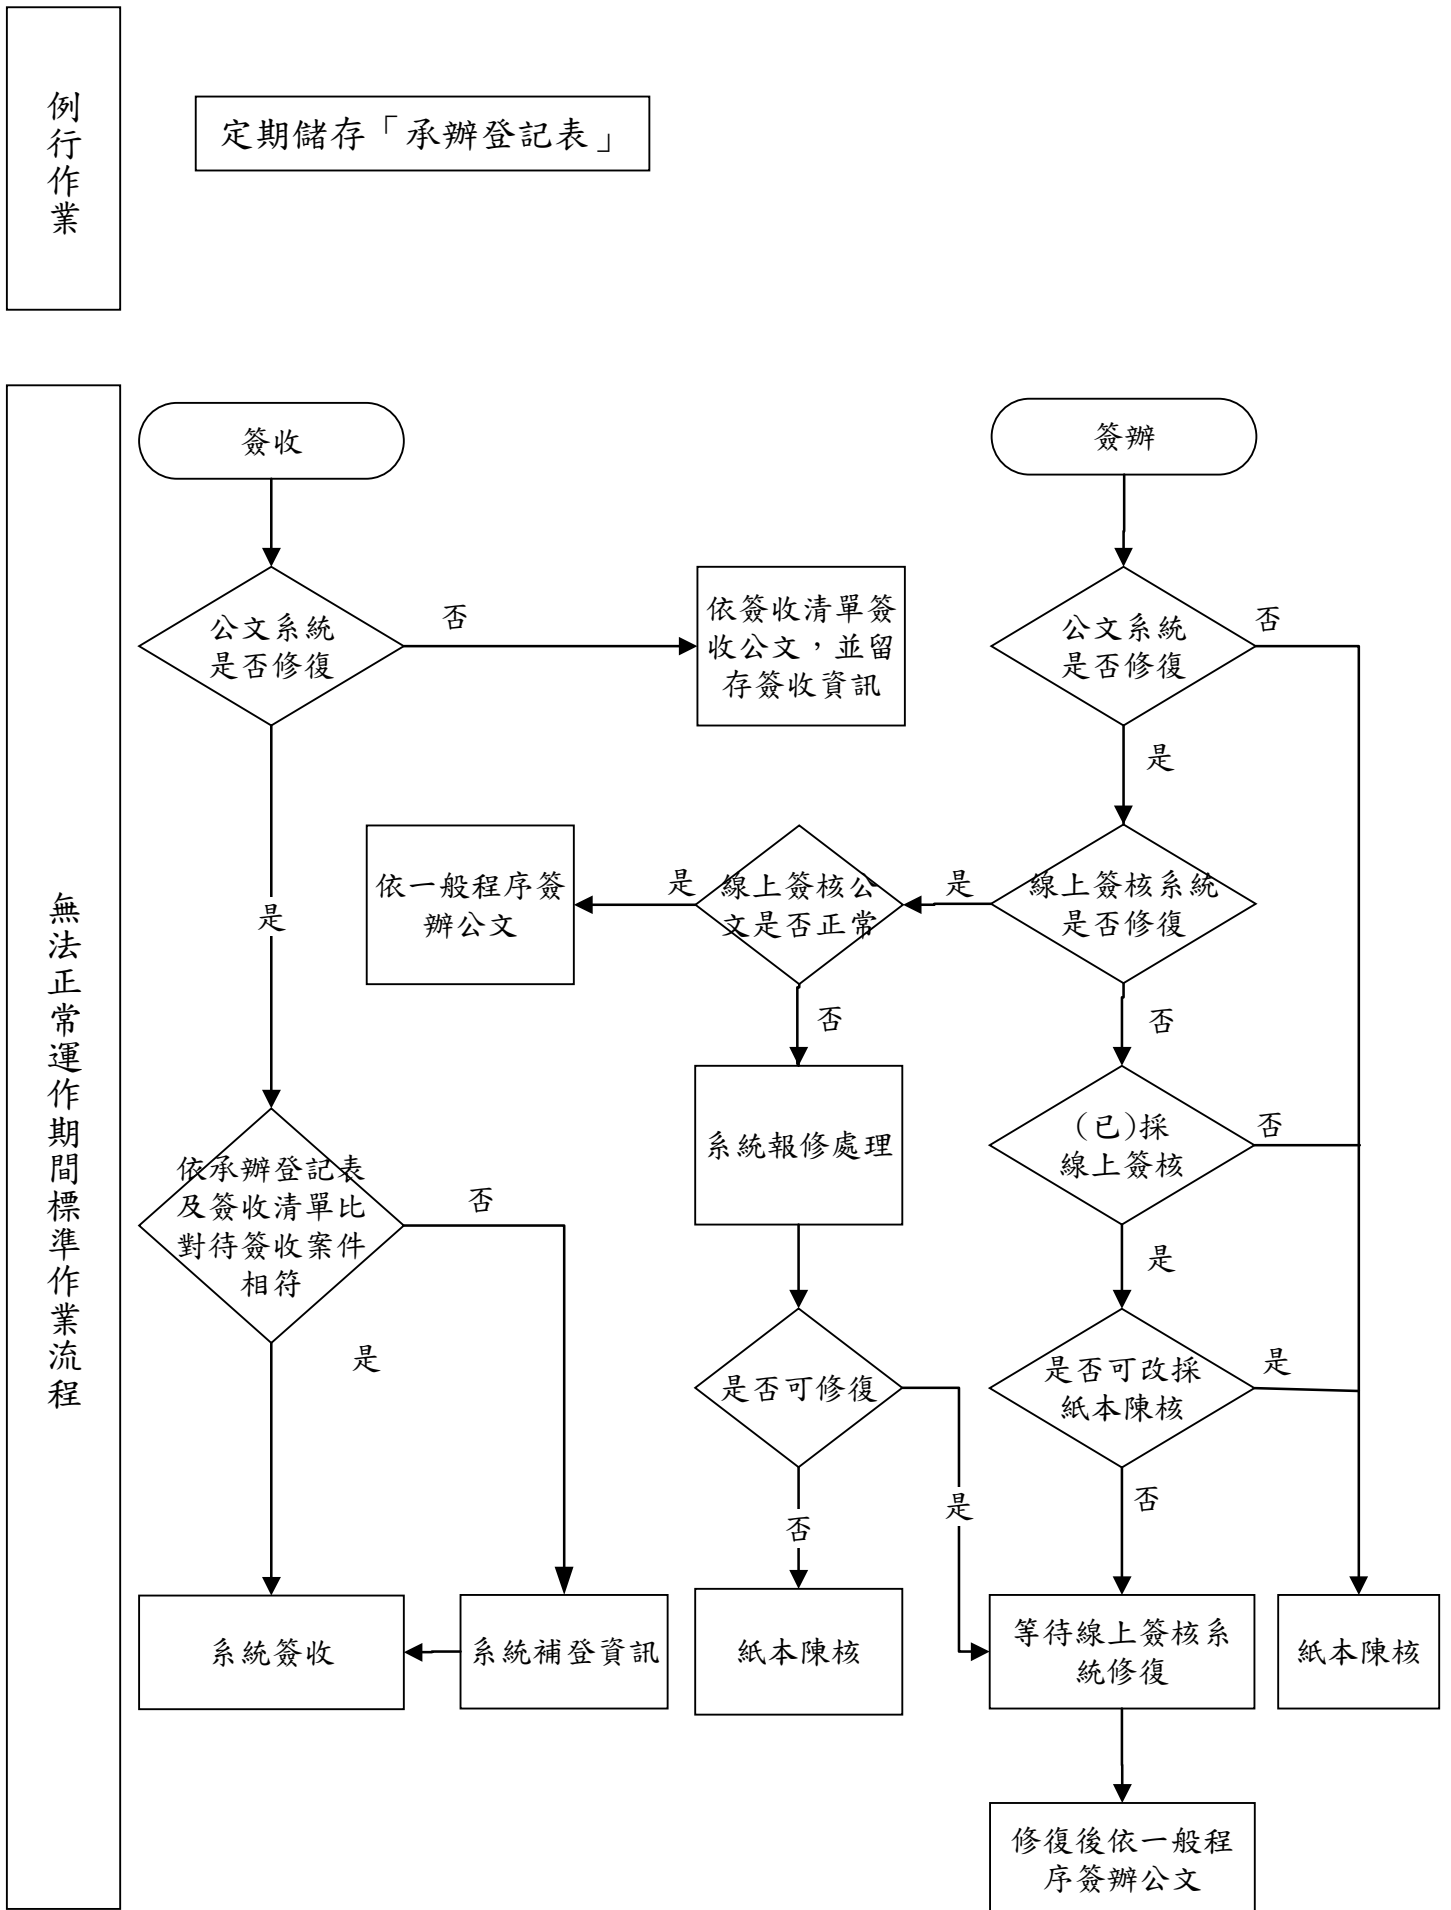 例行作業
定期儲存「承辦登記表」
無法正常運作期間標準作業流程
簽收
簽辦
公文系統
是否修復
否
依簽收清單簽
收公文，並留
存簽收資訊
公文系統
是否修復
否
是
是
依一般程序簽
辦公文
是
線上簽核公
文是否正常
是
線上簽核系統
是否修復
否
否
依承辦登記表
及簽收清單比
對待簽收案件
相符
否
是
系統報修處理
(已)採
線上簽核
否
是
是否可修復
是否可改採
紙本陳核
是
否
是
否
系統簽收
系統補登資訊
紙本陳核
等待線上簽核系
統修復
紙本陳核
修復後依一般程
序簽辦公文